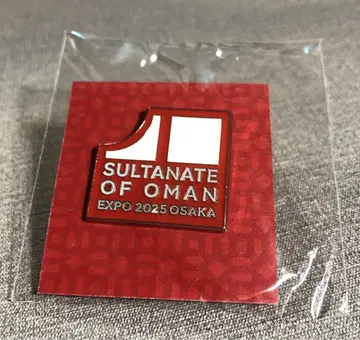 SULTANATE
OF OMAN
EXPO 2025 OSAKA